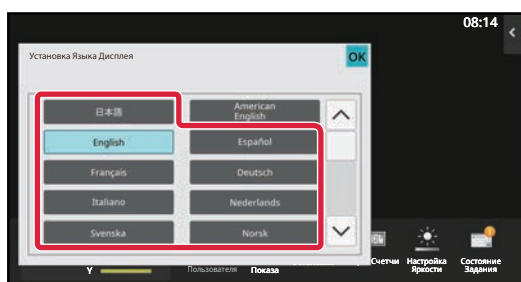 08:14
Установка Языка Дисплея
OK
日本語
American
English
English
Español
Français
Deutsch
Italiano
Nederlands
Svenska
Norsk
Счетчи
Настройка
Яркости
Состояние
Задания
Y
Пользователя
Показа